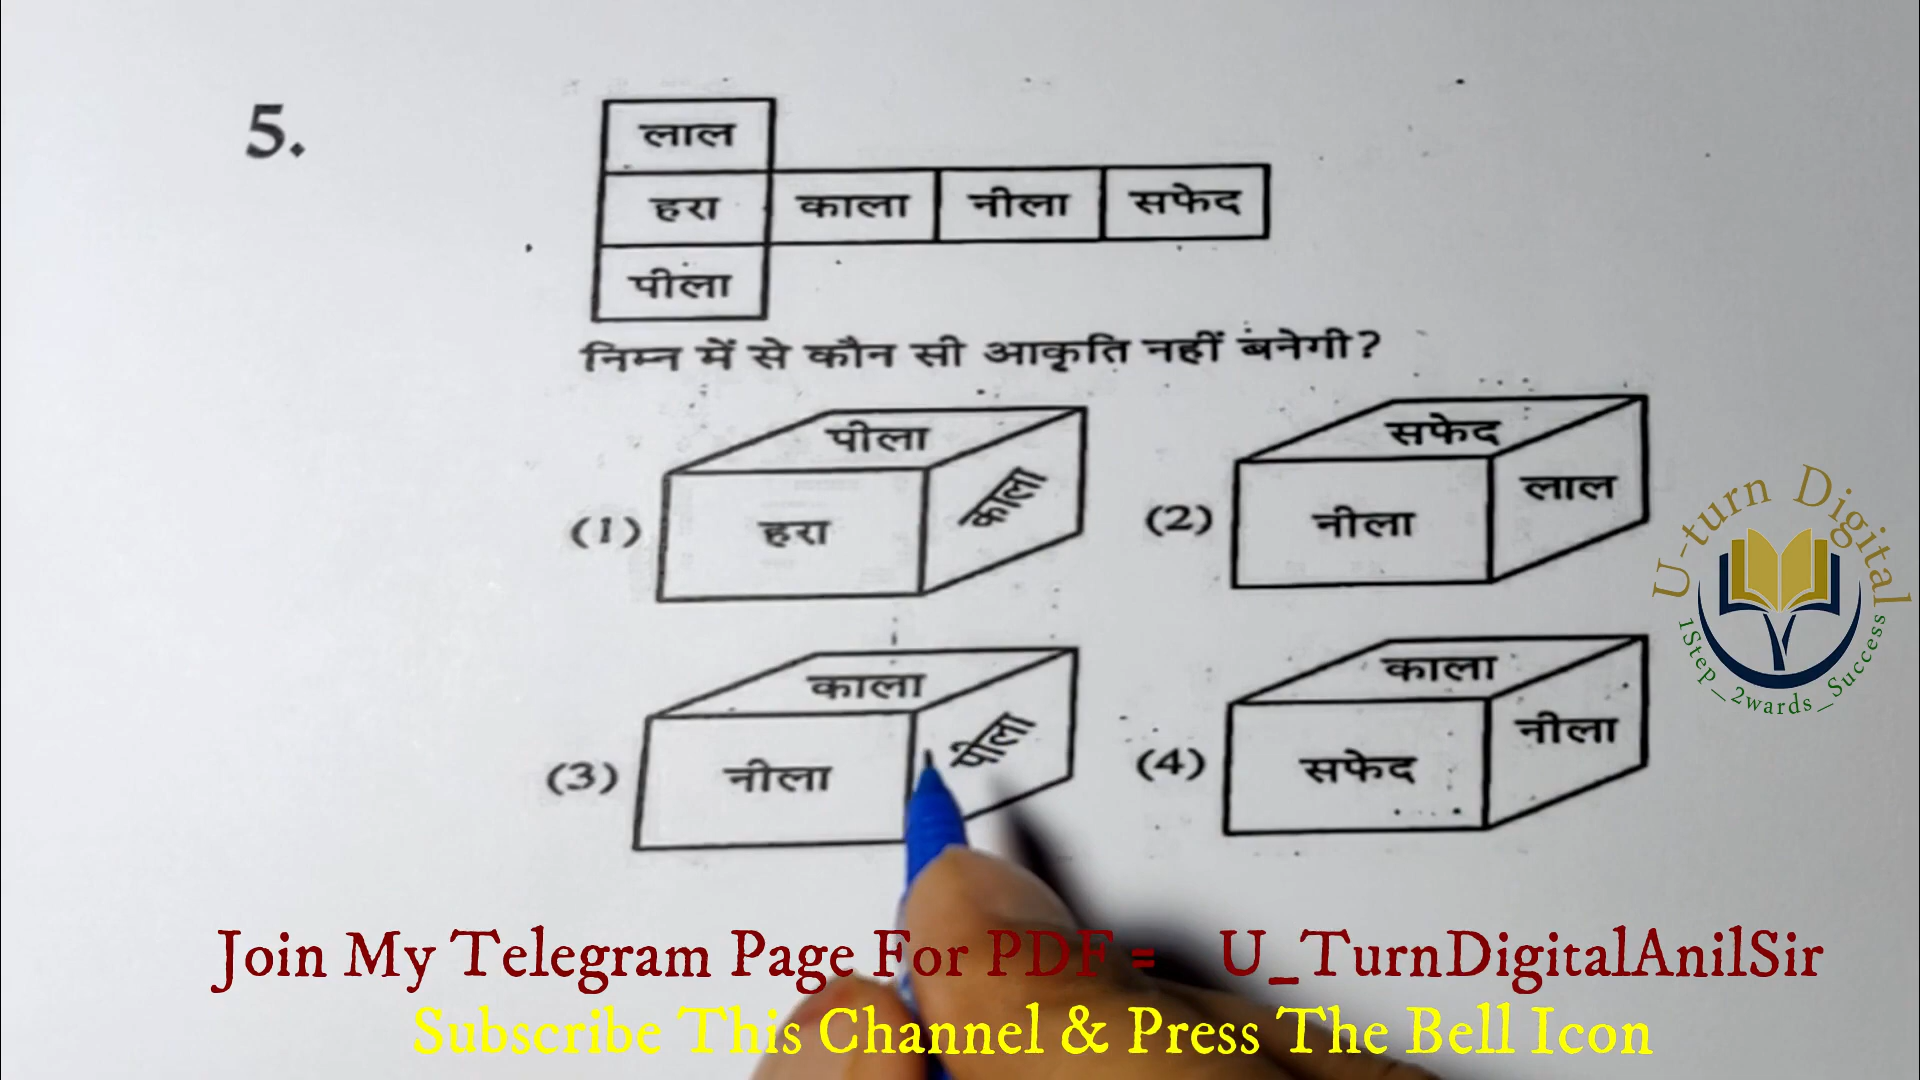 5.
लाल
हरा काला नीला सफेद
पीला
निम्न में से कौन सी आकृति नहीं बनेगी?
(1) पीला हरा काला
(2) सफेद नीला लाल
(3) काला नीला पीला
(4) काला सफेद नीला
U-turn Digital
1Step_2wards_Success
Join My Telegram Page For PDF = U_TurnDigitalAnilSir
Subscribe This Channel & Press The Bell Icon